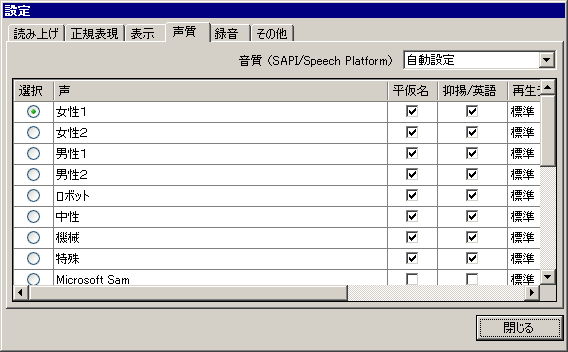 設定
読み上げ 正規表現 表示 声質 録音 その他
音質 (SAPI/Speech Platform) 自動設定
選択 声 平仮名 抑揚/英語 再生デ
女性1 標準
女性2 標準
男性1 標準
男性2 標準
ロボット 標準
中性 標準
機械 標準
特殊 標準
Microsoft Sam 標準
閉じる